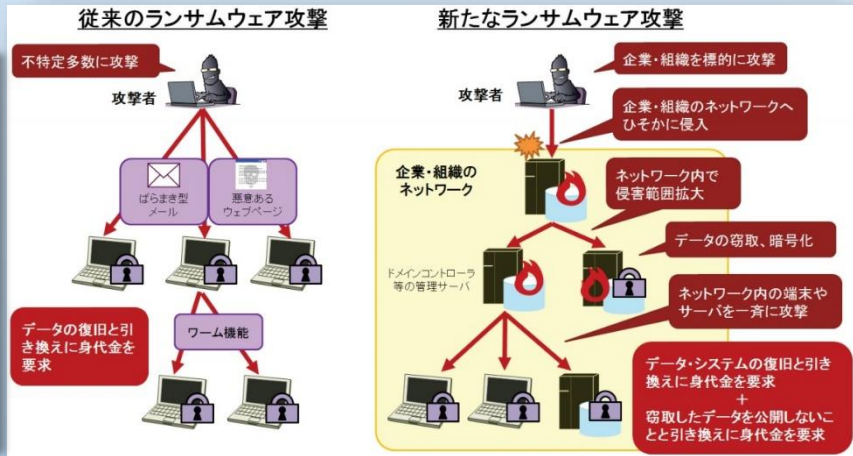 従来のランサムウェア攻撃
不特定多数に攻撃
攻撃者
ばらまき型
メール
悪意ある
ウェブページ
データの復旧と引
き換えに身代金を
要求
ワーム機能
新たなランサムウェア攻撃
企業・組織を標的に攻撃
攻撃者
企業・組織のネットワークへ
ひそかに侵入
企業・組織の
ネットワーク
ネットワーク内で
侵害範囲拡大
データの窃取、暗号化
ドメインコントローラ
等の管理サーバ
ネットワーク内の端末や
サーバを一斉に攻撃
データ・システムの復旧と引き
換えに身代金を要求
+
窃取したデータを公開しないこ
とと引き換えに身代金を要求